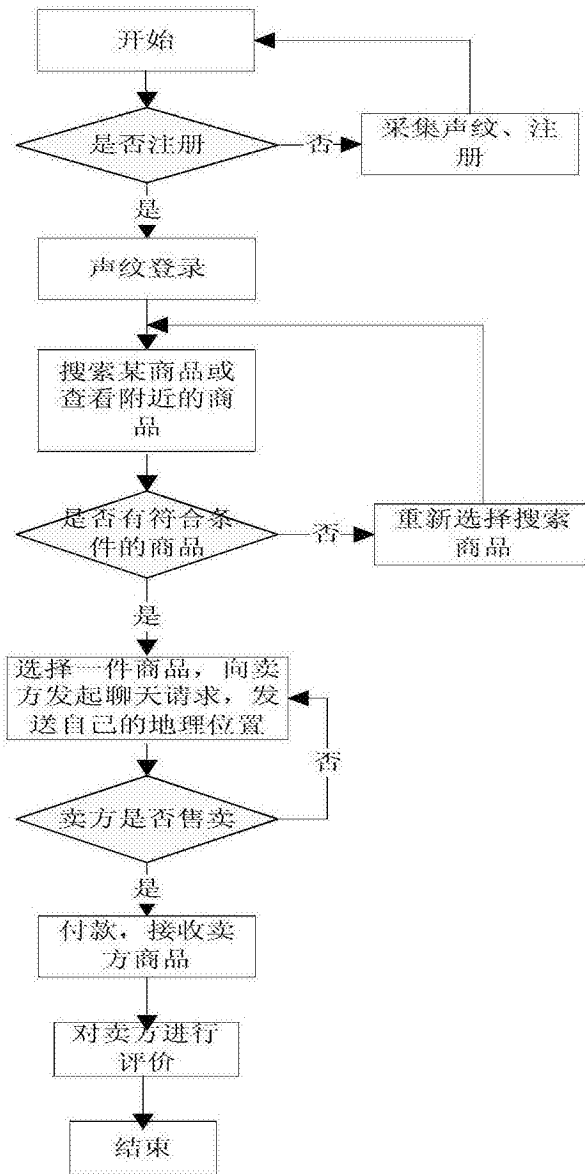 开始
是否注册
否
采集声纹、注
册
是
声纹登录
搜索某商品或
查看附近的商
品
是否有符合条
件的商品
否
重新选择搜索
商品
是
选择一件商品，向卖
方发起聊天请求，发
送自己的地理位置
否
卖方是否售卖
是
付款，接收卖
方商品
对卖方进行
评价
结束